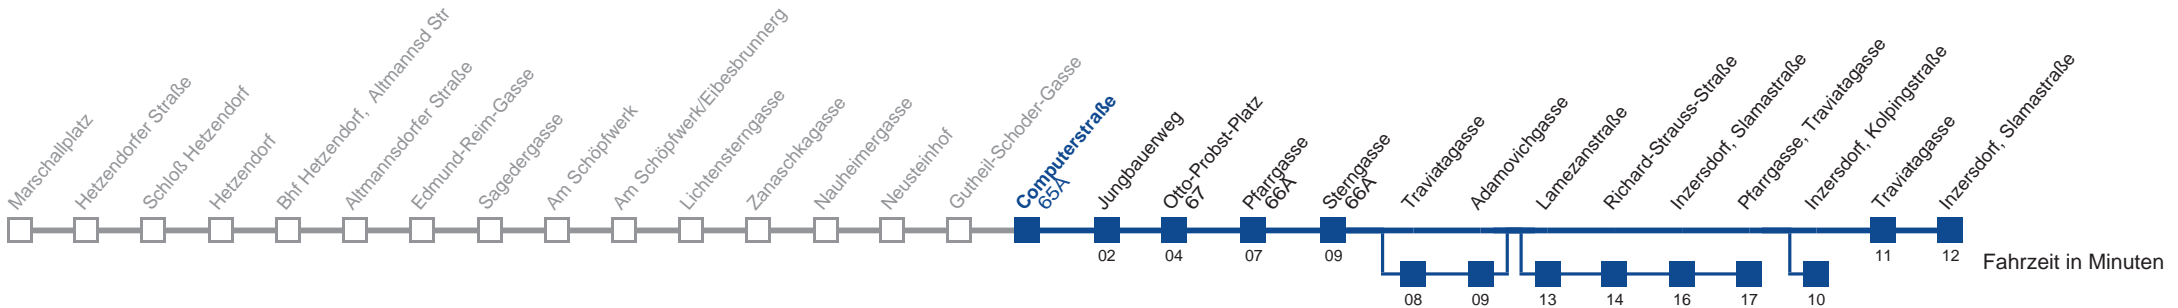 Marschallplatz
Hetzendorfer Straße
Schloß Hetzendorf
Hetzendorf
Bhf Hetzendorf, Altmannsd Str
Altmannsdorfer Straße
Edmund-Reim-Gasse
Sagedergasse
Am Schöpfwerk
Am Schöpfwerk/Eibesbrunnerg
Lichtensterngasse
Zanaschkagasse
Nauheimergasse
Neusteinhof
Gutheil-Schoder-Gasse
Computerstraße
65A
Jungbauerweg
Otto-Probst-Platz
67
Pfarrgasse
66A
Sterngasse
66A
Traviatagasse
Adamovichgasse
Lamezanstraße
Richard-Strauss-Straße
Inzersdorf, Slamastraße
Pfarrgasse, Traviatagasse
Inzersdorf, Kolpingstraße
Traviatagasse
Inzersdorf, Slamastraße
02 04 07 09 11 12
Fahrzeit in Minuten
08 09 13 14 16 17 10